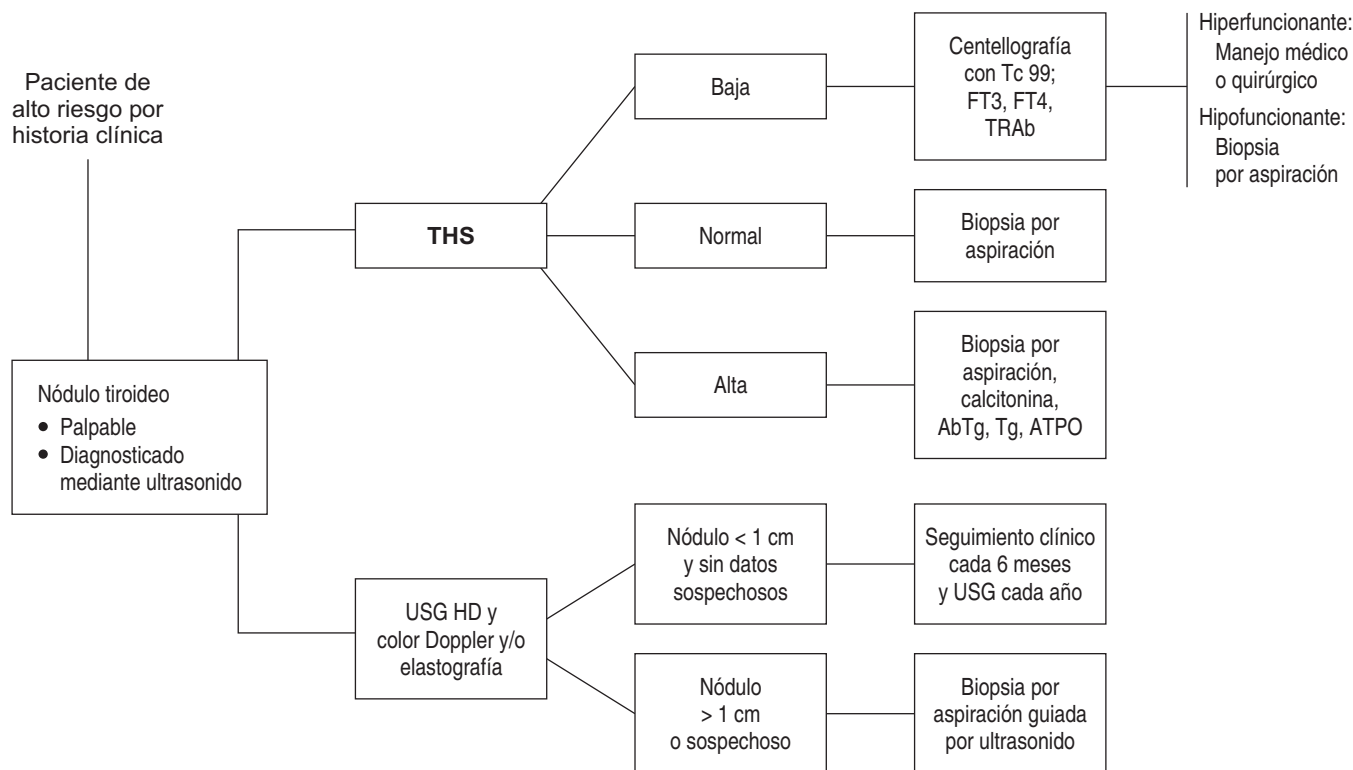 Paciente de
alto riesgo por
historia clínica
Nódulo tiroideo
• Palpable
• Diagnosticado
mediante ultrasonido
THS
Baja
Centellografía
con Tc 99;
FT3, FT4,
TRAb
Hiperfuncionante:
Manejo médico
o quirúrgico
Hipofuncionante:
Biopsia
por aspiración
Normal
Biopsia por
aspiración
Alta
Biopsia por
aspiración,
calcitonina,
AbTg, Tg, ATPO
USG HD y
color Doppler y/o
elastografía
Nódulo < 1 cm
y sin datos
sospechosos
Seguimiento clínico
cada 6 meses
y USG cada año
Nódulo
> 1 cm
o sospechoso
Biopsia por
aspiración guiada
por ultrasonido